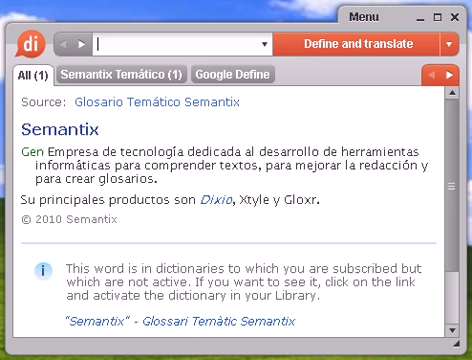 Menu
di
Define and translate
All (1) Semantix Temático (1) Google Define
Source: Glosario Temático Semantix
Semantix
Gen Empresa de tecnología dedicada al desarrollo de herramientas
informáticas para comprender textos, para mejorar la redacción y
para crear glosarios.
Su principales productos son Dixio, Xtyle y Gloxr.
© 2010 Semantix
i
This word is in dictionaries to which you are subscribed but
which are not active. If you want to see it, click on the link
and activate the dictionary in your Library.
"Semantix" - Glossari Temàtic Semantix